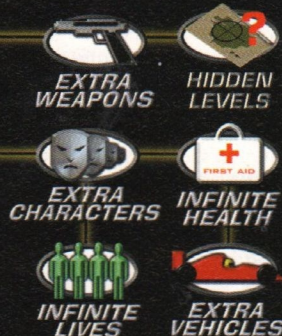 EXTRA
WEAPONS
?
HIDDEN
LEVELS
EXTRA
CHARACTERS
FIRST AID
INFINITE
HEALTH
INFINITE
LIVES
EXTRA
VEHICLES